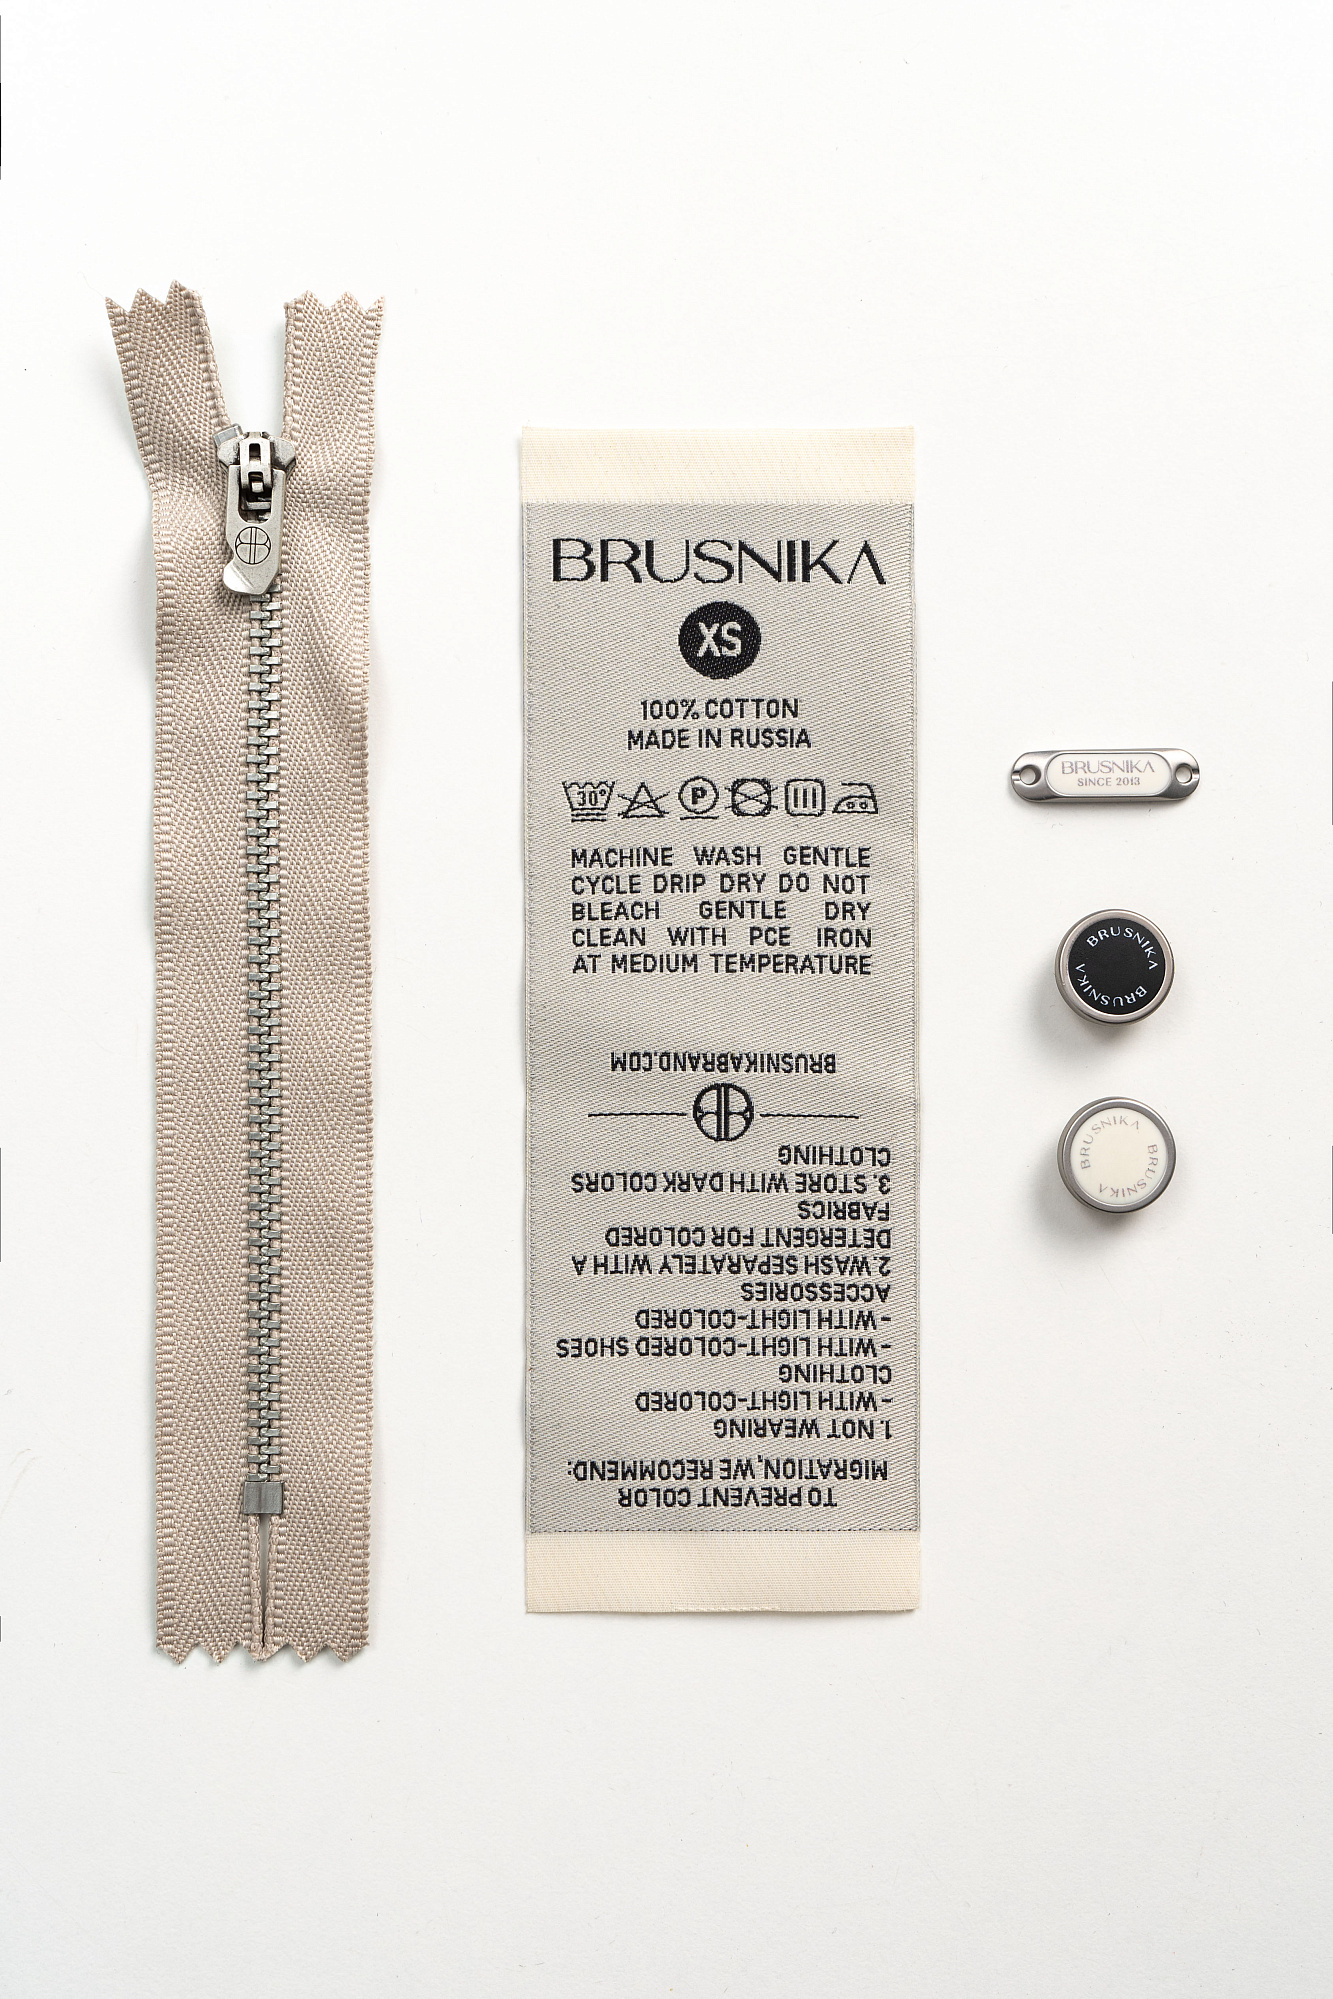 BRUSNIKA
XS
100% COTTON
MADE IN RUSSIA
30°
P
MACHINE WASH GENTLE
CYCLE DRIP DRY DO NOT
BLEACH GENTLE DRY
CLEAN WITH PCE IRON
AT MEDIUM TEMPERATURE
TO PREVENT COLOR
MIGRATION, WE RECOMMEND:
1. NOT WEARING
-WITH LIGHT-COLORED
CLOTHING
-WITH LIGHT-COLORED SHOES
-WITH LIGHT-COLORED
ACCESSORIES
2. WASH SEPARATELY WITH A
DETERGENT FOR COLORED
FABRICS
3. STORE WITH DARK COLORS
CLOTHING
BRUSNIKABRAND.COM
BRUSNIKA
SINCE 2013
BRUSNIKA BRUSNIKA
BRUSNIKA BRUSNIKA BRUSNIKA